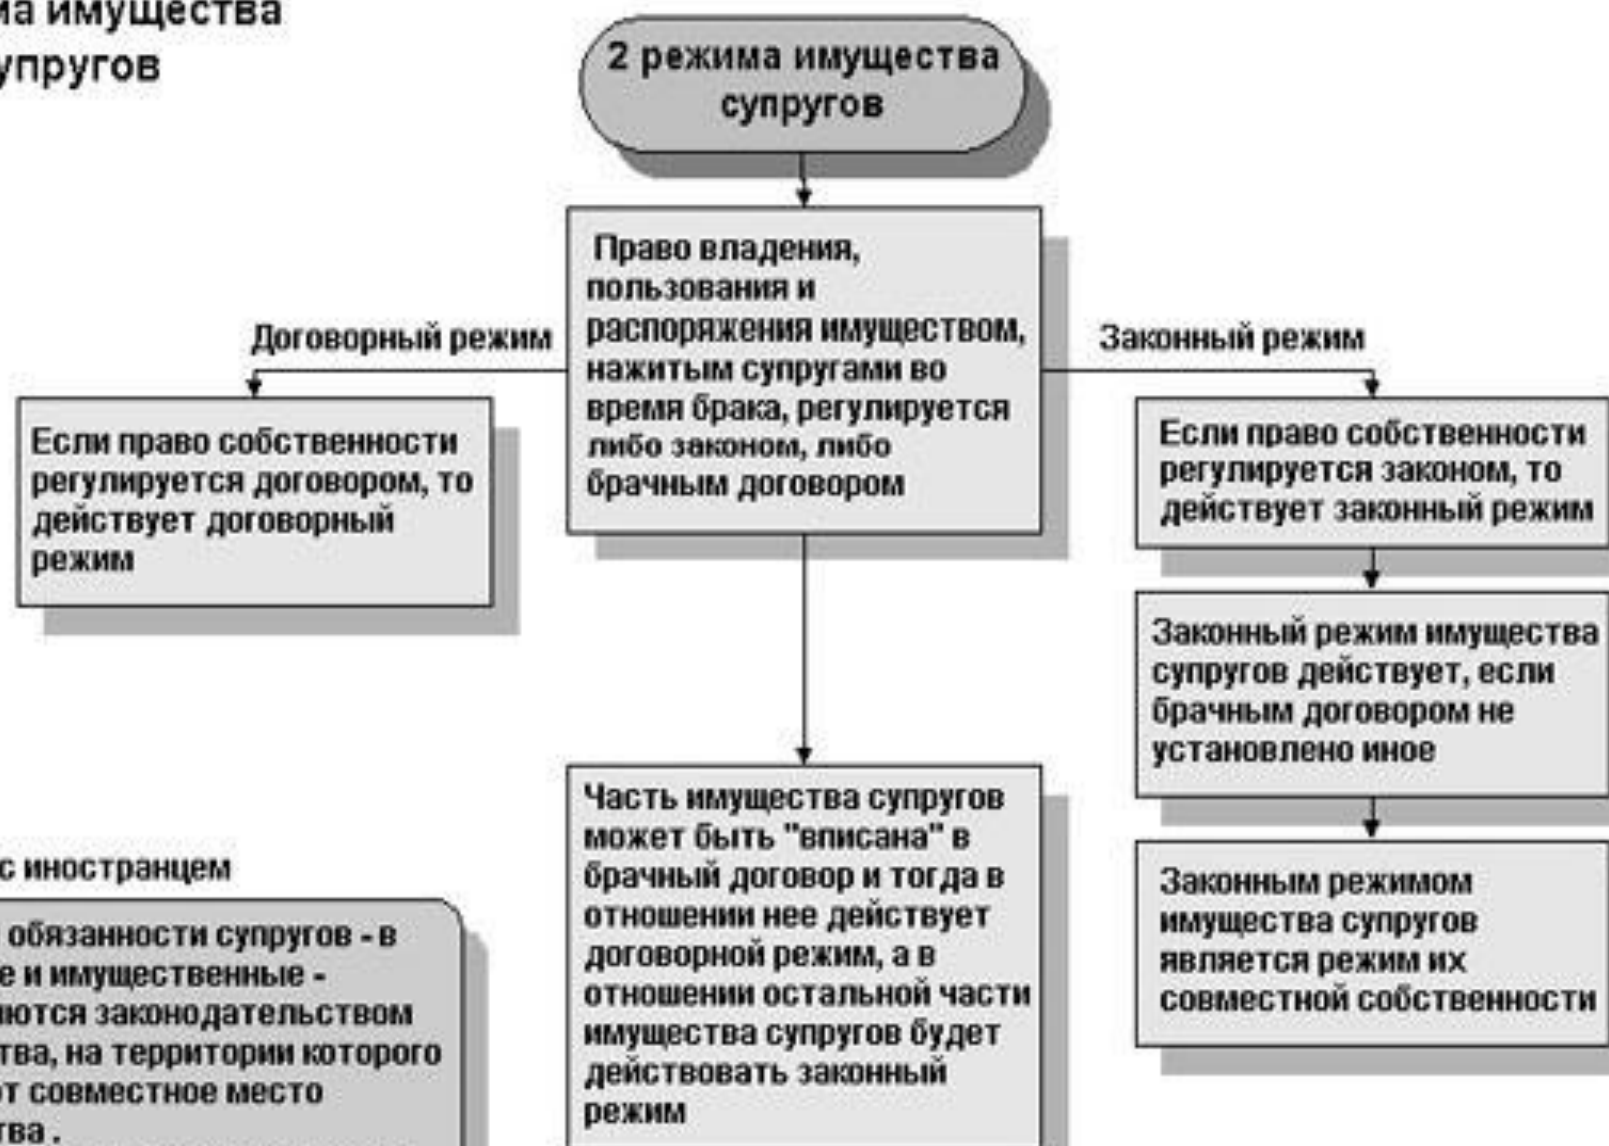 ма имущества
супругов
2 режима имущества
супругов
Право владения,
пользования и
распоряжения имуществом,
нажитым супругами во
время брака, регулируется
либо законом, либо
брачным договором
Договорный режим
Законный режим
Если право собственности
регулируется договором, то
действует договорный
режим
Если право собственности
регулируется законом, то
действует законный режим
Законный режим имущества
супругов действует, если
брачным договором не
установлено иное
Часть имущества супругов
может быть "вписана" в
брачный договор и тогда в
отношении нее действует
договорной режим, а в
отношении остальной части
имущества супругов будет
действовать законный
режим
Законным режимом
имущества супругов
является режим их
совместной собственности
с иностранцем
обязанности супругов - в
е и имущественные -
яются законодательством
тва, на территории которого
от совместное место
тва .